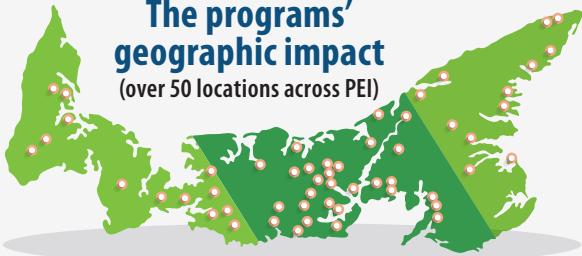 The programs’
geographic impact
(over 50 locations across PEI)